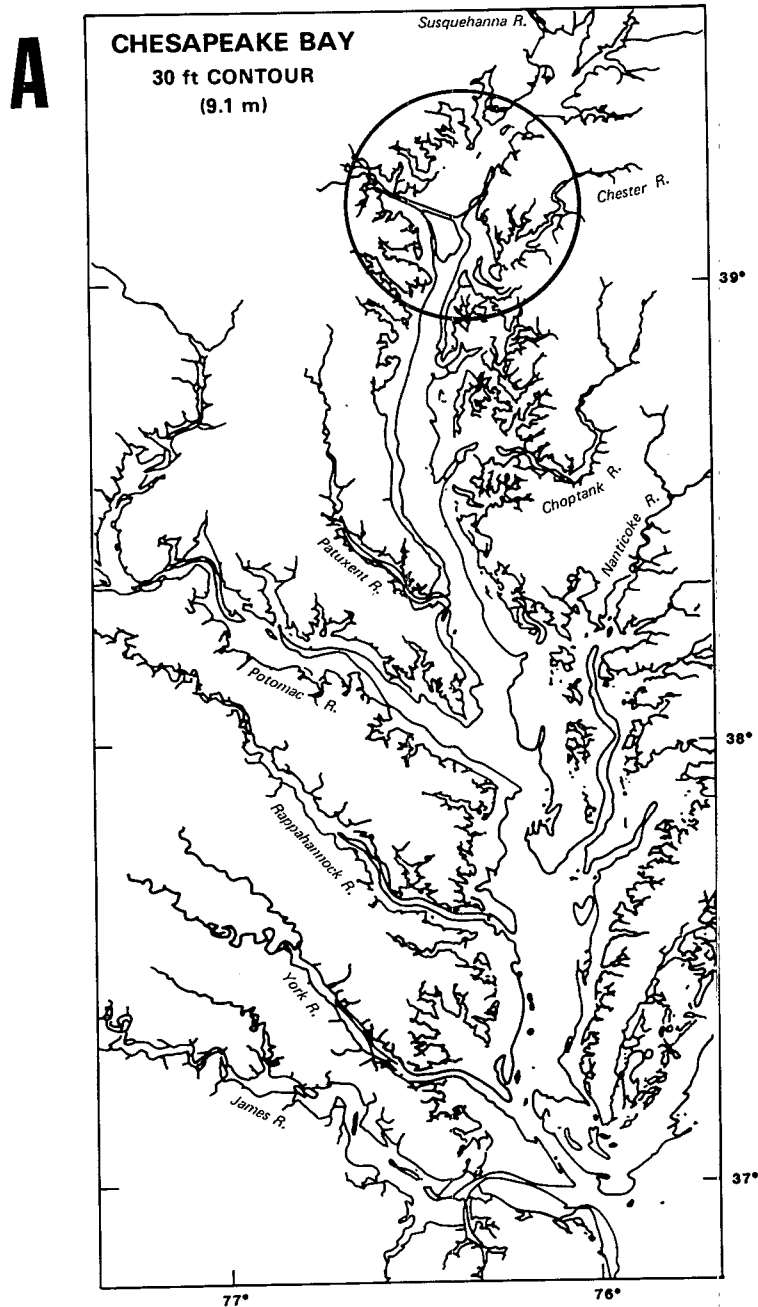 A
CHESAPEAKE BAY
30 ft CONTOUR
(9.1 m)
Susquehanna R.
Chester R.
39°
Choptank R.
Nanticoke R.
Patuxent R.
Potomac R.
38°
Rappahannock R.
York R.
James R.
37°
77°
76°